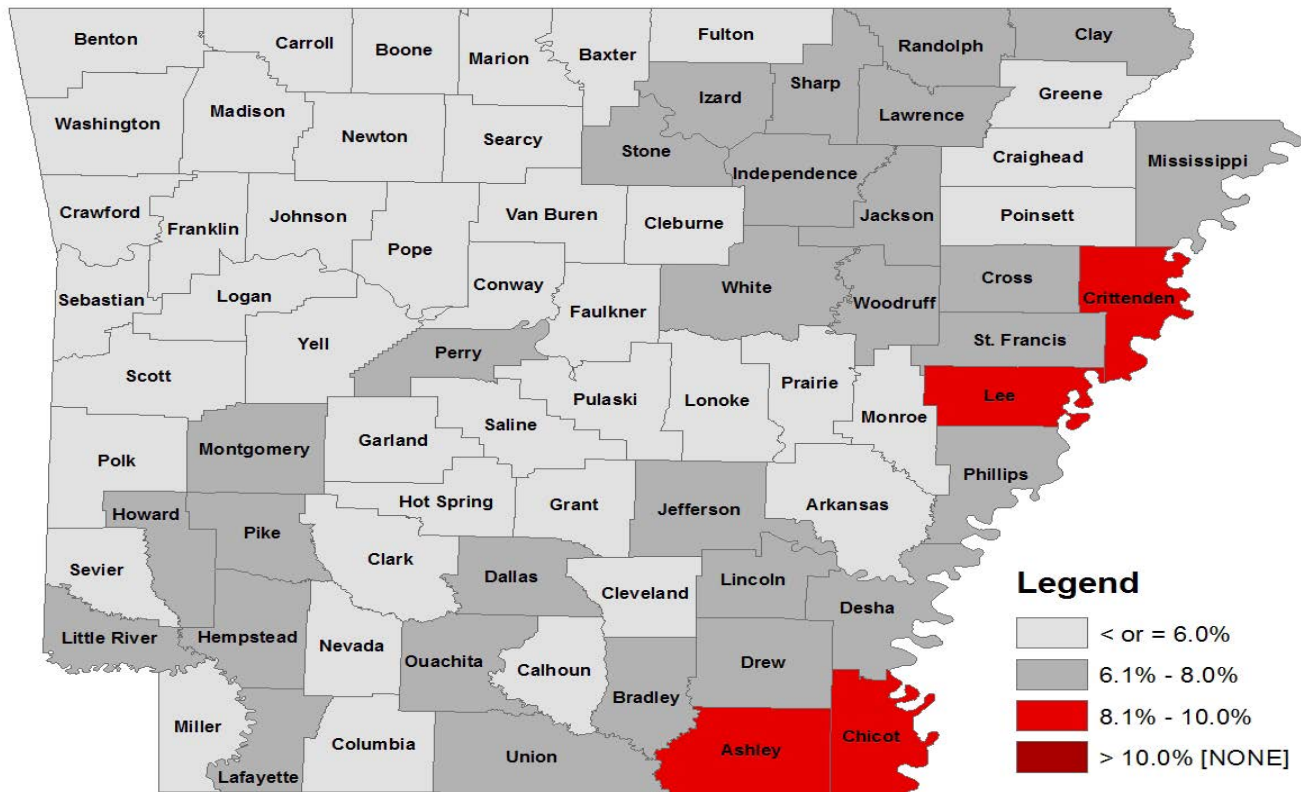 Benton
Carroll
Boone
Marion
Baxter
Fulton
Randolph
Clay
Sharp
Izard
Greene
Lawrence
Washington
Madison
Newton
Searcy
Stone
Independence
Craighead
Mississippi
Crawford
Franklin
Johnson
Pope
Van Buren
Cleburne
Jackson
Poinsett
Sebastian
Logan
Conway
Faulkner
White
Woodruff
Cross
Crittenden
Yell
Perry
St. Francis
Scott
Pulaski
Lonoke
Prairie
Monroe
Lee
Polk
Montgomery
Garland
Saline
Hot Spring
Grant
Jefferson
Arkansas
Phillips
Howard
Pike
Clark
Sevier
Dallas
Cleveland
Lincoln
Desha
Little River
Hempstead
Nevada
Ouachita
Calhoun
Bradley
Drew
Miller
Lafayette
Columbia
Union
Ashley
Chicot
Legend
< or = 6.0%
6.1% - 8.0%
8.1% - 10.0%
> 10.0% [NONE]